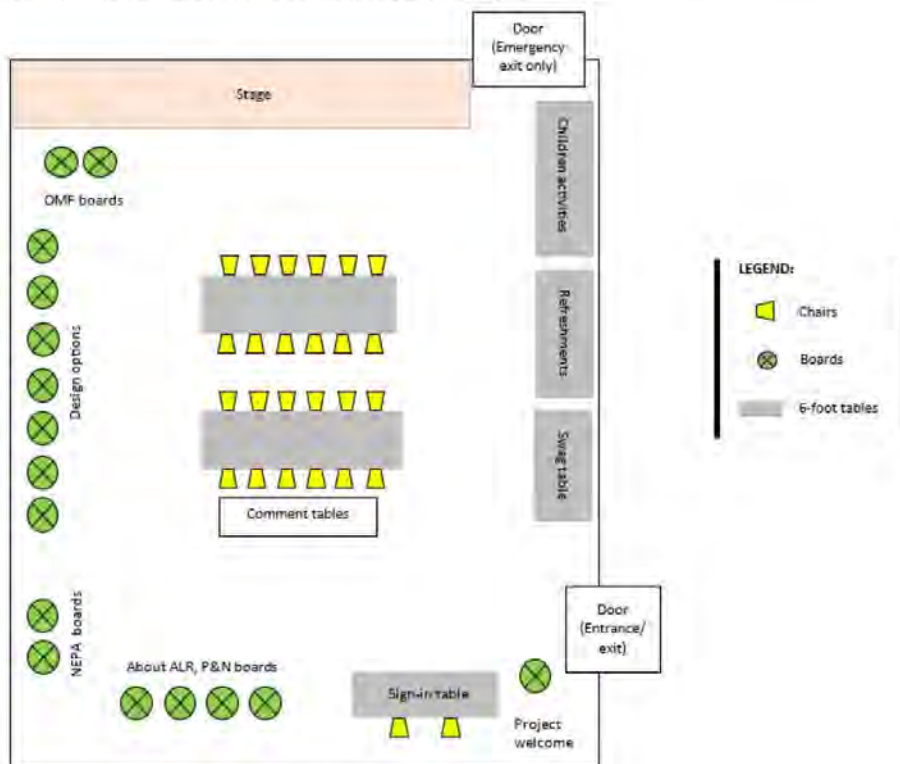 Door
(Emergency
exit only)
Stage
Children activities
OMF boards
Design options
Refreshments
Swag table
Comment tables
NEPA boards
About ALR, P&N boards
Sign-in table
Door
(Entrance/
exit)
Project
welcome
LEGEND:
Chairs
Boards
6-foot tables